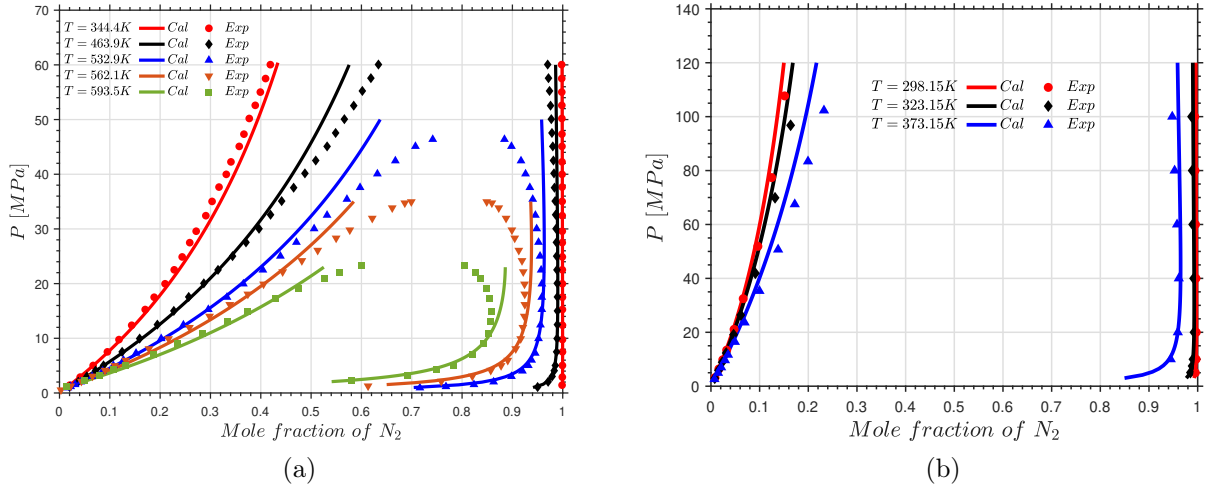 70
60
50
40
30
20
10
0
P [MPa]
T = 344.4K Cal Exp
T = 463.9K Cal Exp
T = 532.9K Cal Exp
T = 562.1K Cal Exp
T = 593.5K Cal Exp
0 0.1 0.2 0.3 0.4 0.5 0.6 0.7 0.8 0.9 1
Mole fraction of N₂
(a)
140
120
100
80
60
40
20
0
P [MPa]
T = 298.15K Cal Exp
T = 323.15K Cal Exp
T = 373.15K Cal Exp
0 0.1 0.2 0.3 0.4 0.5 0.6 0.7 0.8 0.9 1
Mole fraction of N₂
(b)